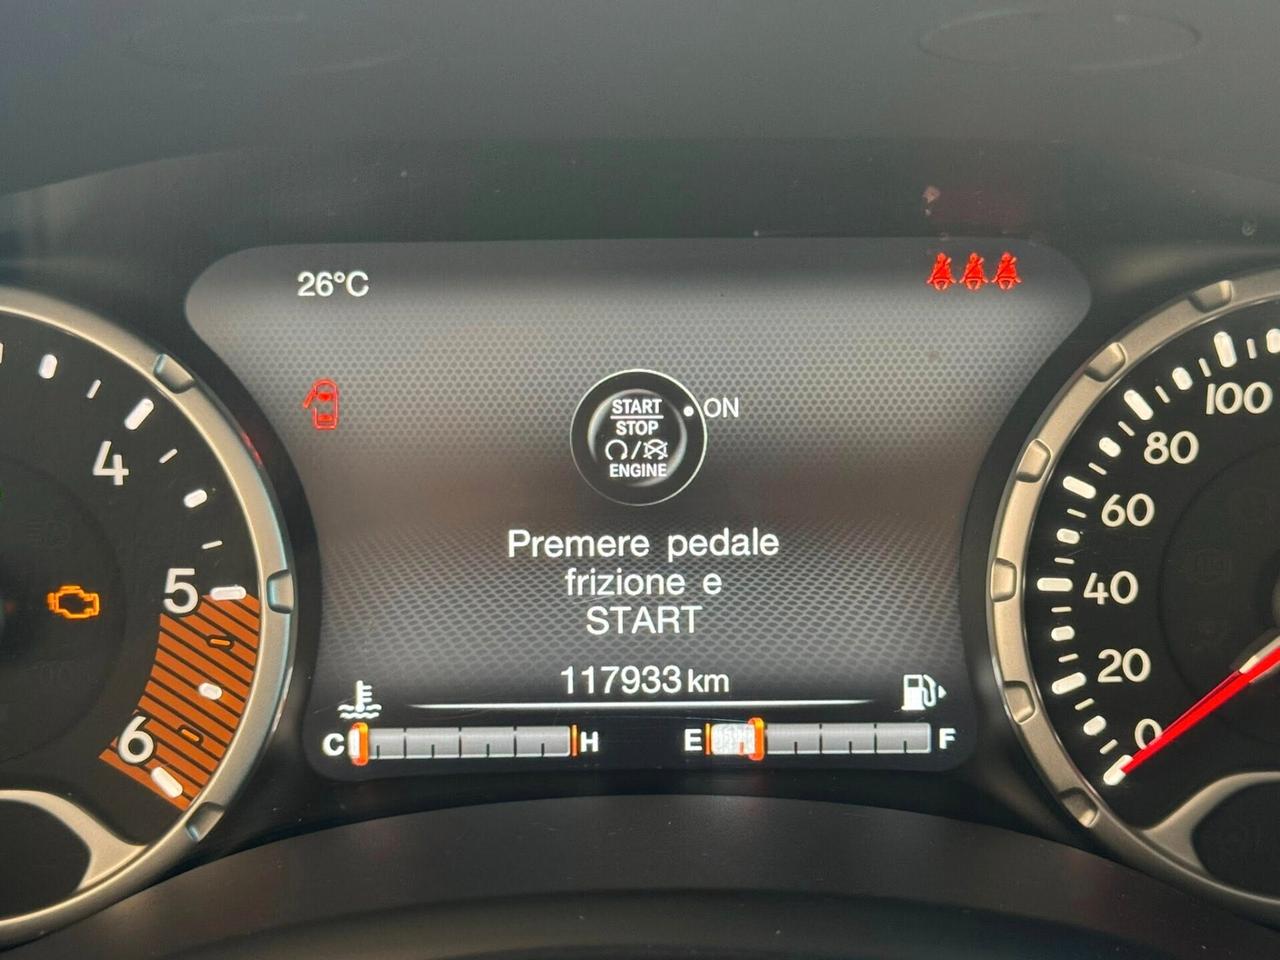 26°C
START
STOP
ENGINE
ON
Premere pedale
frizione e
START
117933 km
C H
E F
4
5
6
100
80
60
40
20
0